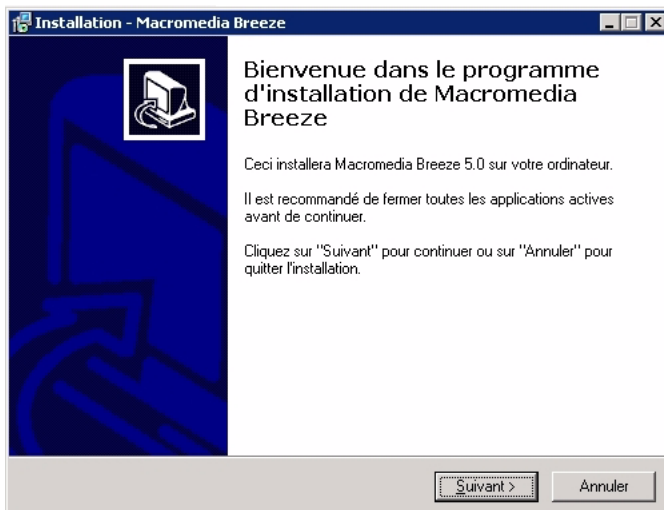 Installation - Macromedia Breeze
Bienvenue dans le programme
d'installation de Macromedia
Breeze
Ceci installera Macromedia Breeze 5.0 sur votre ordinateur.
Il est recommandé de fermer toutes les applications actives
avant de continuer.
Cliquez sur "Suivant" pour continuer ou sur "Annuler" pour
quitter l'installation.
Suivant >
Annuler